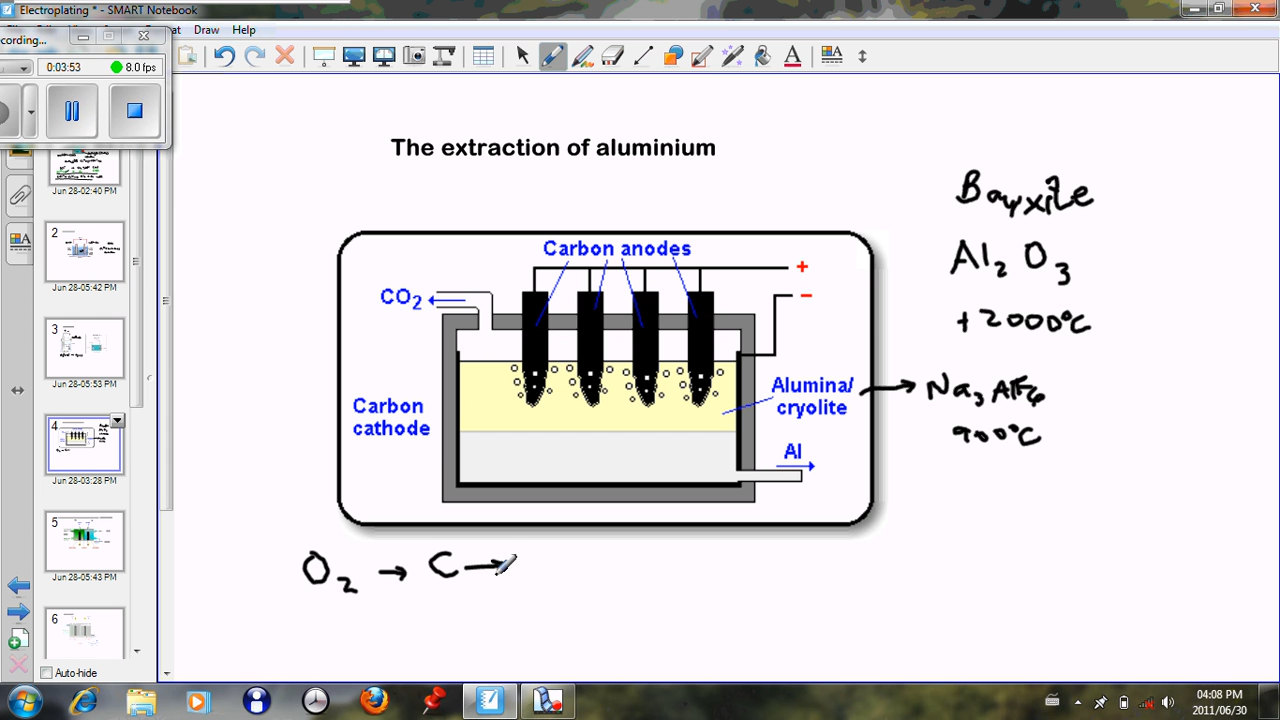 Electroplating * - SMART Notebook
cording...
Draw Help
0:03:53 8.0 fps
Jun 28-02:40 PM
2
Jun 28-05:42 PM
3
Jun 28-05:53 PM
4
Jun 28-03:28 PM
5
Jun 28-05:43 PM
6
Auto-hide
The extraction of aluminium
Carbon anodes
+
−
CO₂
Carbon
cathode
Alumina/
cryolite
Al
Bauxite
Al₂O₃
+2000°C
Na₃AlF₆
900°C
O₂ → C →
04:08 PM
2011/06/30